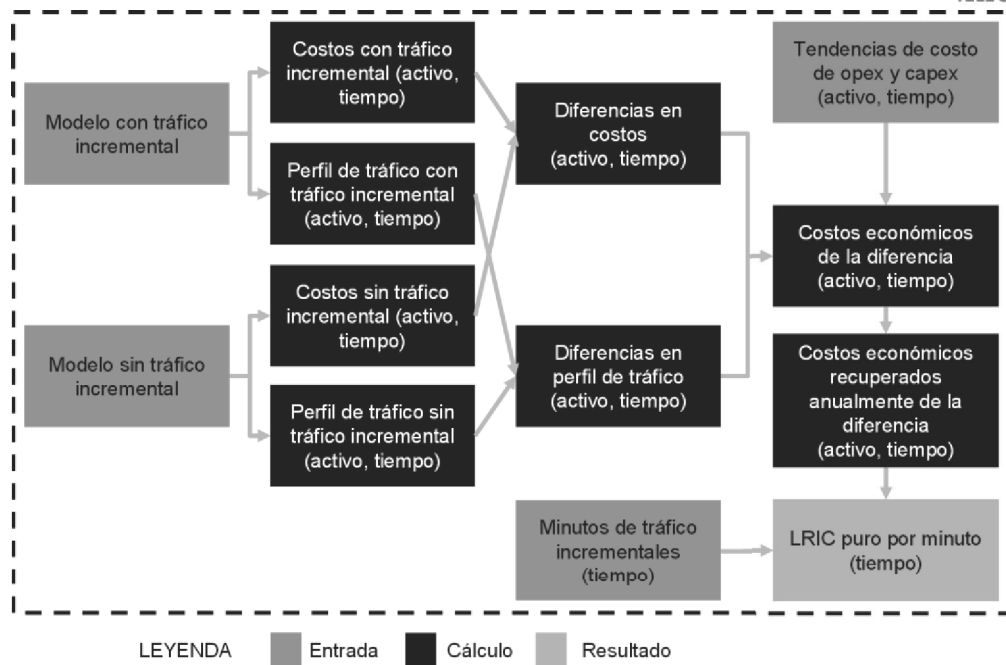 Modelo con tráfico
incremental
Modelo sin tráfico
incremental
Costos con tráfico
incremental (activo,
tiempo)
Perfil de tráfico con
tráfico incremental
(activo, tiempo)
Costos sin tráfico
incremental (activo,
tiempo)
Perfil de tráfico sin
tráfico incremental
(activo, tiempo)
Diferencias en
costos
(activo, tiempo)
Diferencias en
perfil de tráfico
(activo, tiempo)
Minutos de tráfico
incrementales
(tiempo)
Tendencias de costo
de opex y capex
(activo, tiempo)
Costos económicos
de la diferencia
(activo, tiempo)
Costos económicos
recuperados
anualmente de la
diferencia
(activo, tiempo)
LRIC puro por minuto
(tiempo)
LEYENDA
Entrada
Cálculo
Resultado